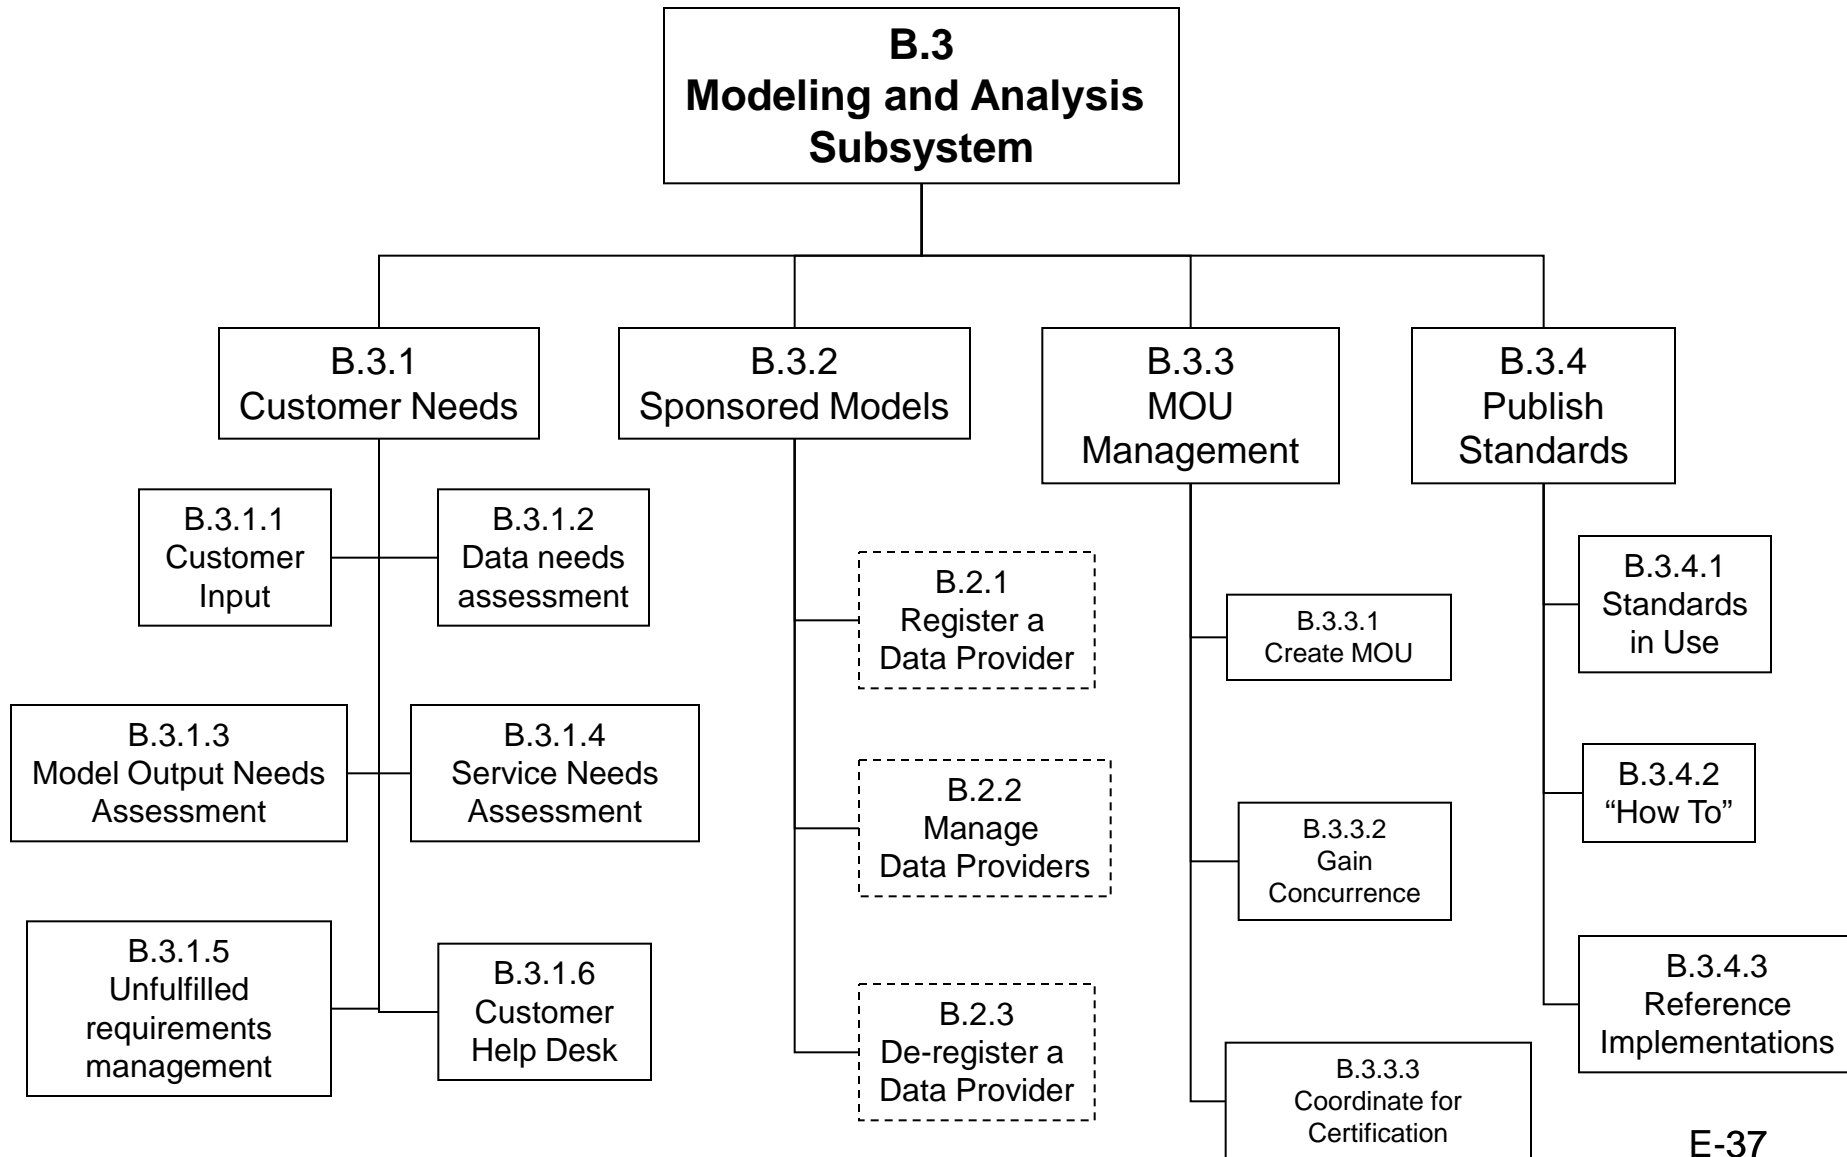 B.3
Modeling and Analysis
Subsystem
B.3.1
Customer Needs
B.3.2
Sponsored Models
B.3.3
MOU
Management
B.3.4
Publish
Standards
B.3.1.1
Customer
Input
B.3.1.2
Data needs
assessment
B.3.1.3
Model Output Needs
Assessment
B.3.1.4
Service Needs
Assessment
B.3.1.5
Unfulfilled
requirements
management
B.3.1.6
Customer
Help Desk
B.2.1
Register a
Data Provider
B.2.2
Manage
Data Providers
B.2.3
De-register a
Data Provider
B.3.3.1
Create MOU
B.3.3.2
Gain
Concurrence
B.3.3.3
Coordinate for
Certification
B.3.4.1
Standards
in Use
B.3.4.2
“How To”
B.3.4.3
Reference
Implementations
E-37